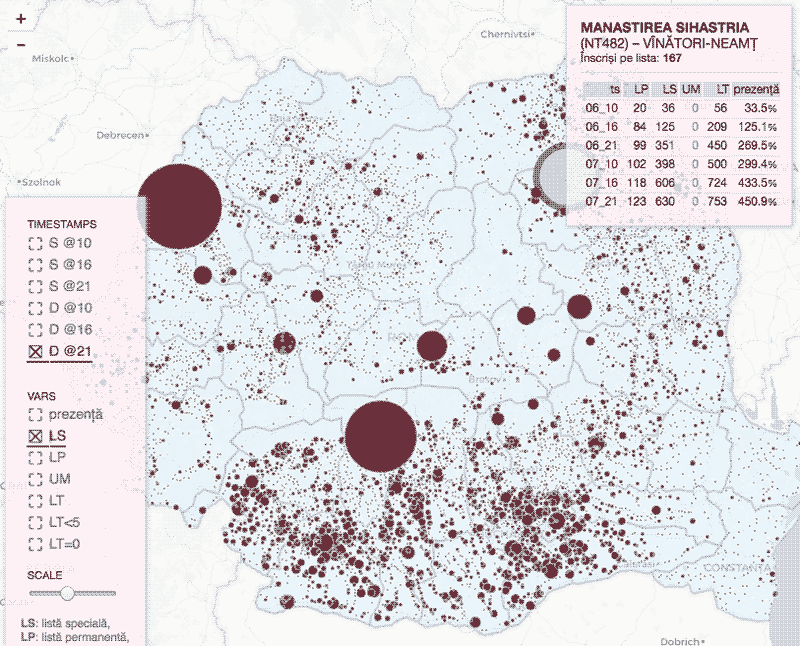 +
−
Chernivtsi
Miskolc
Debrecen
Szolnok
MANASTIREA SIHASTRIA
(NT482) – VÎNĂTORI-NEAMȚ
Înscriși pe lista: 167
ts LP LS UM LT prezență
06_10 20 36 0 56 33.5%
06_16 84 125 0 209 125.1%
06_21 99 351 0 450 269.5%
07_10 102 398 0 500 299.4%
07_16 118 606 0 724 433.5%
07_21 123 630 0 753 450.9%
TIMESTAMPS
S @10
S @16
S @21
D @10
D @16
D @21
VARS
prezență
LS
LP
UM
LT
LT<5
LT=0
SCALE
LS: listă specială,
LP: listă permanentă,
CONSTANȚA
Dobrich